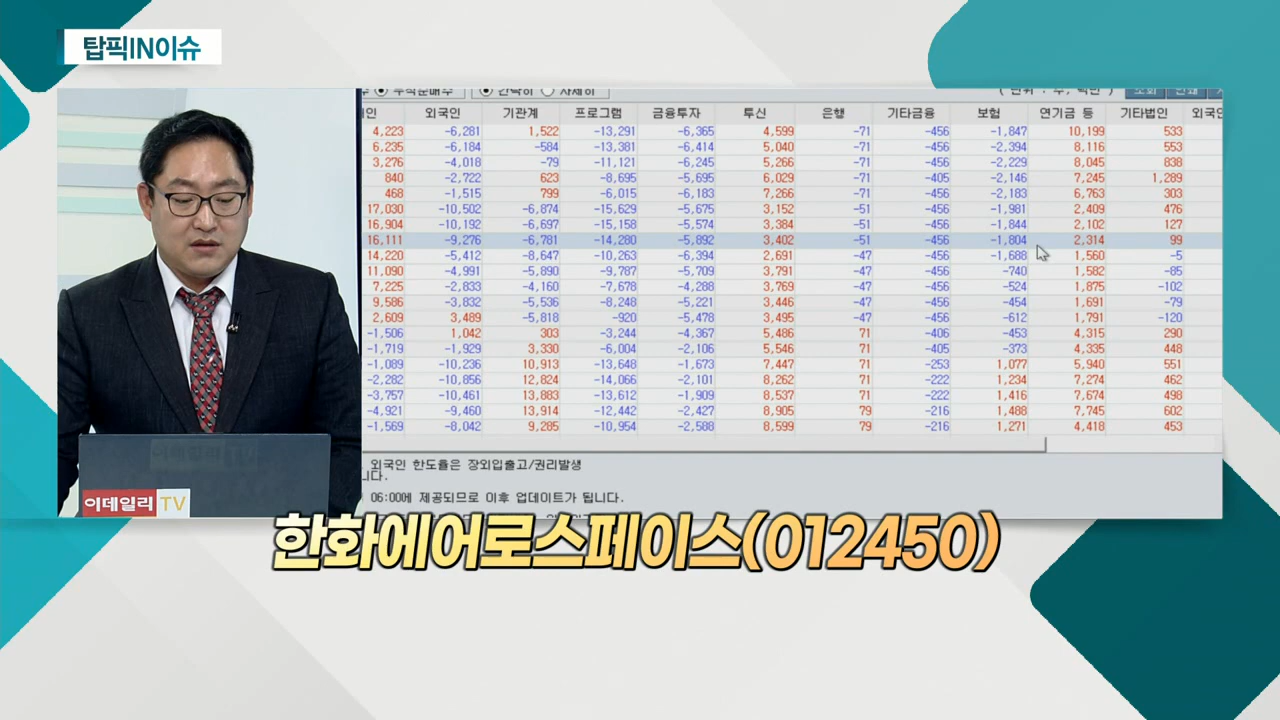 탑픽IN이슈
인 외국인 기관계 프로그램 금융투자 투신 은행 기타금융 보험 연기금 등 기타법인 외국인
4,223 -6,281 1,522 -13,291 -6,365 4,599 -71 -456 -1,847 10,199 533
6,235 -6,184 -584 -13,381 -6,414 5,040 -71 -456 -2,394 8,116 553
3,276 -4,018 -79 -11,121 -6,245 5,266 -71 -456 -2,229 8,045 838
840 -2,722 623 -8,695 -5,695 6,029 -71 -405 -2,146 7,245 1,289
468 -1,515 799 -6,015 -6,183 7,266 -71 -456 -2,183 6,763 303
17,030 -10,502 -6,874 -15,629 -5,675 3,152 -51 -456 -1,981 2,409 476
16,904 -10,192 -6,697 -15,158 -5,574 3,384 -51 -456 -1,844 2,102 127
16,111 -9,276 -6,781 -14,280 -5,892 3,402 -51 -456 -1,804 2,314 99
14,220 -5,412 -8,647 -10,263 -6,394 2,691 -47 -456 -1,688 1,560 -5
11,090 -4,991 -5,890 -9,787 -5,709 3,791 -47 -456 -740 1,582 -85
7,225 -2,833 -4,160 -7,678 -4,288 3,769 -47 -456 -524 1,875 -102
9,586 -3,832 -5,536 -8,248 -5,221 3,446 -47 -456 -454 1,691 -79
2,609 3,489 -5,818 -920 -5,478 3,495 -47 -456 -612 1,791 -120
-1,506 1,042 303 -3,244 -4,367 5,486 71 -406 -453 4,315 290
-1,719 -1,929 3,330 -6,004 -2,106 5,546 71 -405 -373 4,335 448
-1,089 -10,236 10,913 -13,648 -1,673 7,447 71 -253 1,077 5,940 551
-2,282 -10,856 12,824 -14,066 -2,101 8,262 71 -222 1,234 7,274 462
-3,757 -10,461 13,883 -13,612 -1,909 8,537 71 -222 1,416 7,674 498
-4,921 -9,460 13,914 -12,442 -2,427 8,905 79 -216 1,488 7,745 602
-1,569 -8,042 9,285 -10,954 -2,588 8,599 79 -216 1,271 4,418 453
외국인 한도율은 장외입출고/권리발생
니다.
06:00에 제공되므로 이후 업데이트가 됩니다.
이데일리TV
한화에어로스페이스(012450)